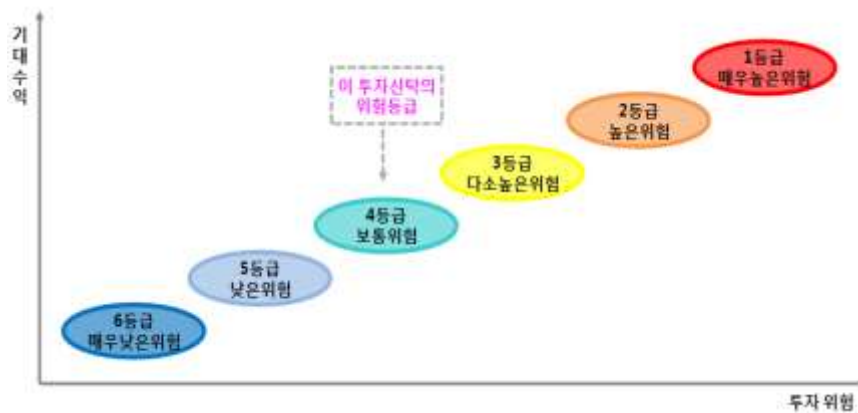 기대수익
1등급
매우높은위험
이 투자신탁의
위험등급
2등급
높은위험
3등급
다소높은위험
4등급
보통위험
5등급
낮은위험
6등급
매우낮은위험
투자 위험